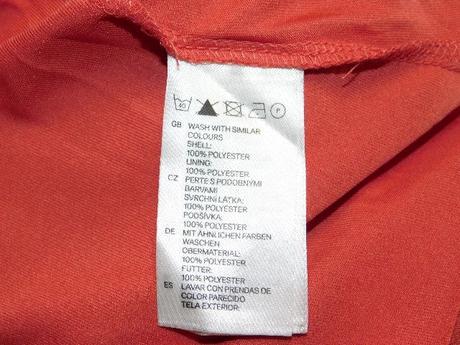 40 P
GB WASH WITH SIMILAR
COLOURS
SHELL:
100% POLYESTER
LINING:
100% POLYESTER
CZ PERTE S PODOBNÝMI
BARVAMI
SVRCHNÍ LÁTKA:
100% POLYESTER
PODŠÍVKA:
100% POLYESTER
DE MIT ÄHNLICHEN FARBEN
WASCHEN
OBERMATERIAL:
100% POLYESTER
FUTTER:
100% POLYESTER
ES LAVAR CON PRENDAS DE
COLOR PARECIDO
TELA EXTERIOR: